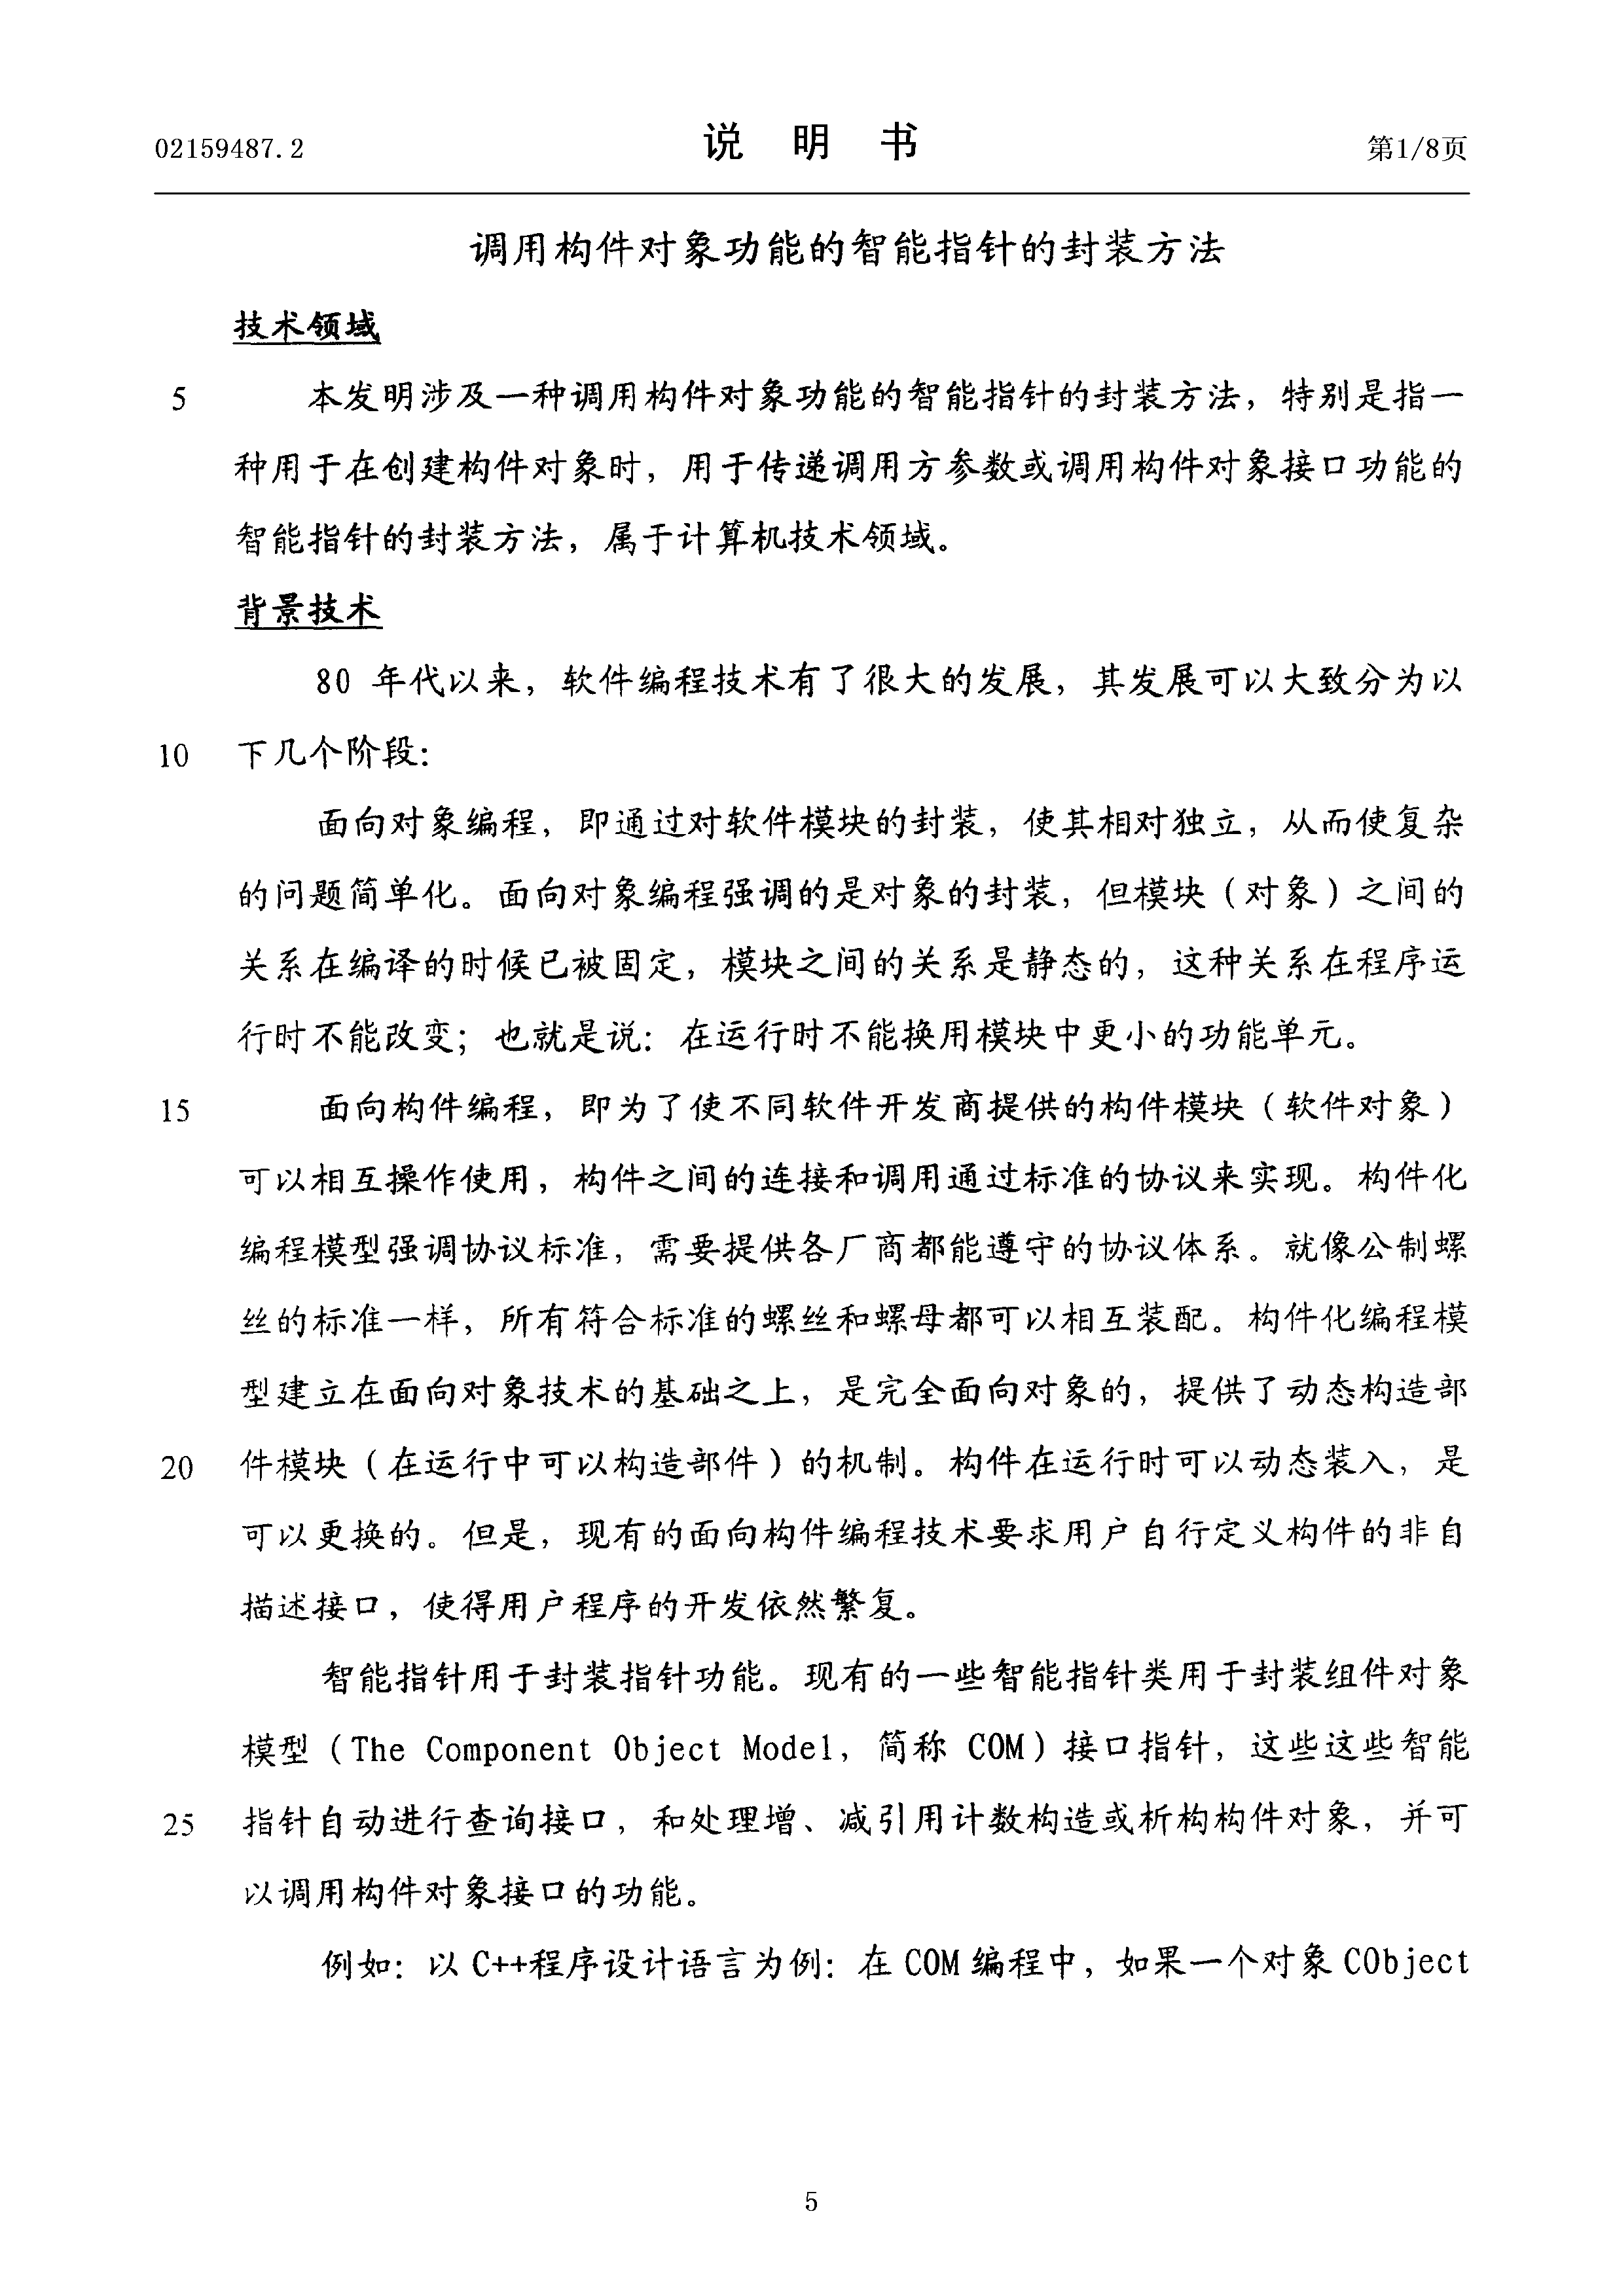 02159487.2 说 明 书 第1/8页
调用构件对象功能的智能指针的封装方法
技术领域
5 本发明涉及一种调用构件对象功能的智能指针的封装方法，特别是指一
种用于在创建构件对象时，用于传递调用方参数或调用构件对象接口功能的
智能指针的封装方法，属于计算机技术领域。
背景技术
80 年代以来，软件编程技术有了很大的发展，其发展可以大致分为以
10 下几个阶段：
面向对象编程，即通过对软件模块的封装，使其相对独立，从而使复杂
的问题简单化。面向对象编程强调的是对象的封装，但模块（对象）之间的
关系在编译的时候已被固定，模块之间的关系是静态的，这种关系在程序运
行时不能改变；也就是说：在运行时不能换用模块中更小的功能单元。
15 面向构件编程，即为了使不同软件开发商提供的构件模块（软件对象）
可以相互操作使用，构件之间的连接和调用通过标准的协议来实现。构件化
编程模型强调协议标准，需要提供各厂商都能遵守的协议体系。就像公制螺
丝的标准一样，所有符合标准的螺丝和螺母都可以相互装配。构件化编程模
型建立在面向对象技术的基础之上，是完全面向对象的，提供了动态构造部
20 件模块（在运行中可以构造部件）的机制。构件在运行时可以动态装入，是
可以更换的。但是，现有的面向构件编程技术要求用户自行定义构件的非自
描述接口，使得用户程序的开发依然繁复。
智能指针用于封装指针功能。现有的一些智能指针类用于封装组件对象
模型（The Component Object Model，简称 COM）接口指针，这些这些智能
25 指针自动进行查询接口，和处理增、减引用计数构造或析构构件对象，并可
以调用构件对象接口的功能。
例如：以 C++程序设计语言为例：在 COM 编程中，如果一个对象 CObject
5